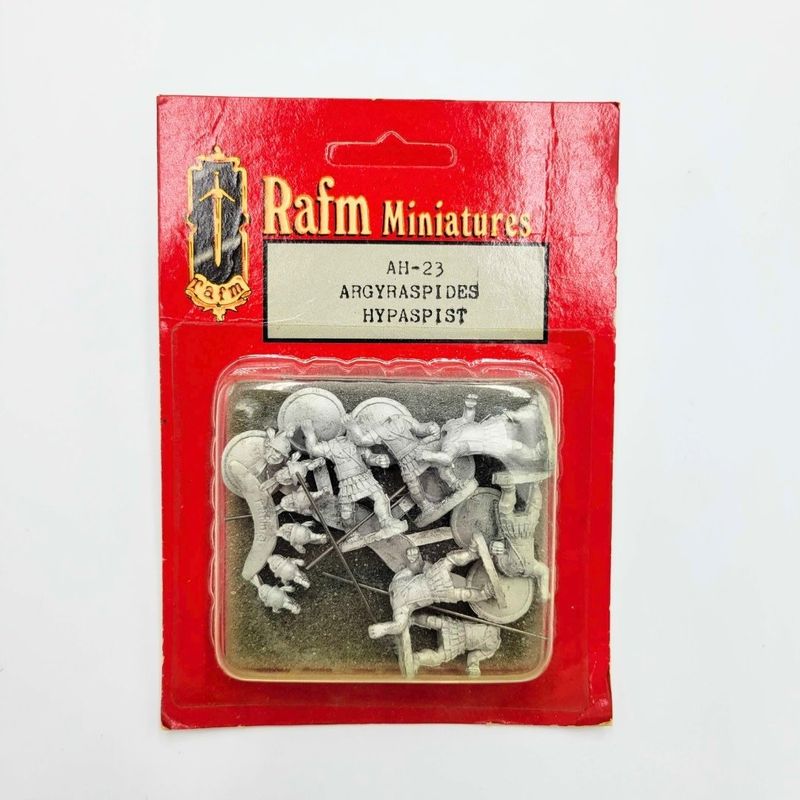 Rafm Miniatures
rafm
AH-23
ARGYRASPIDES
HYPASPIST